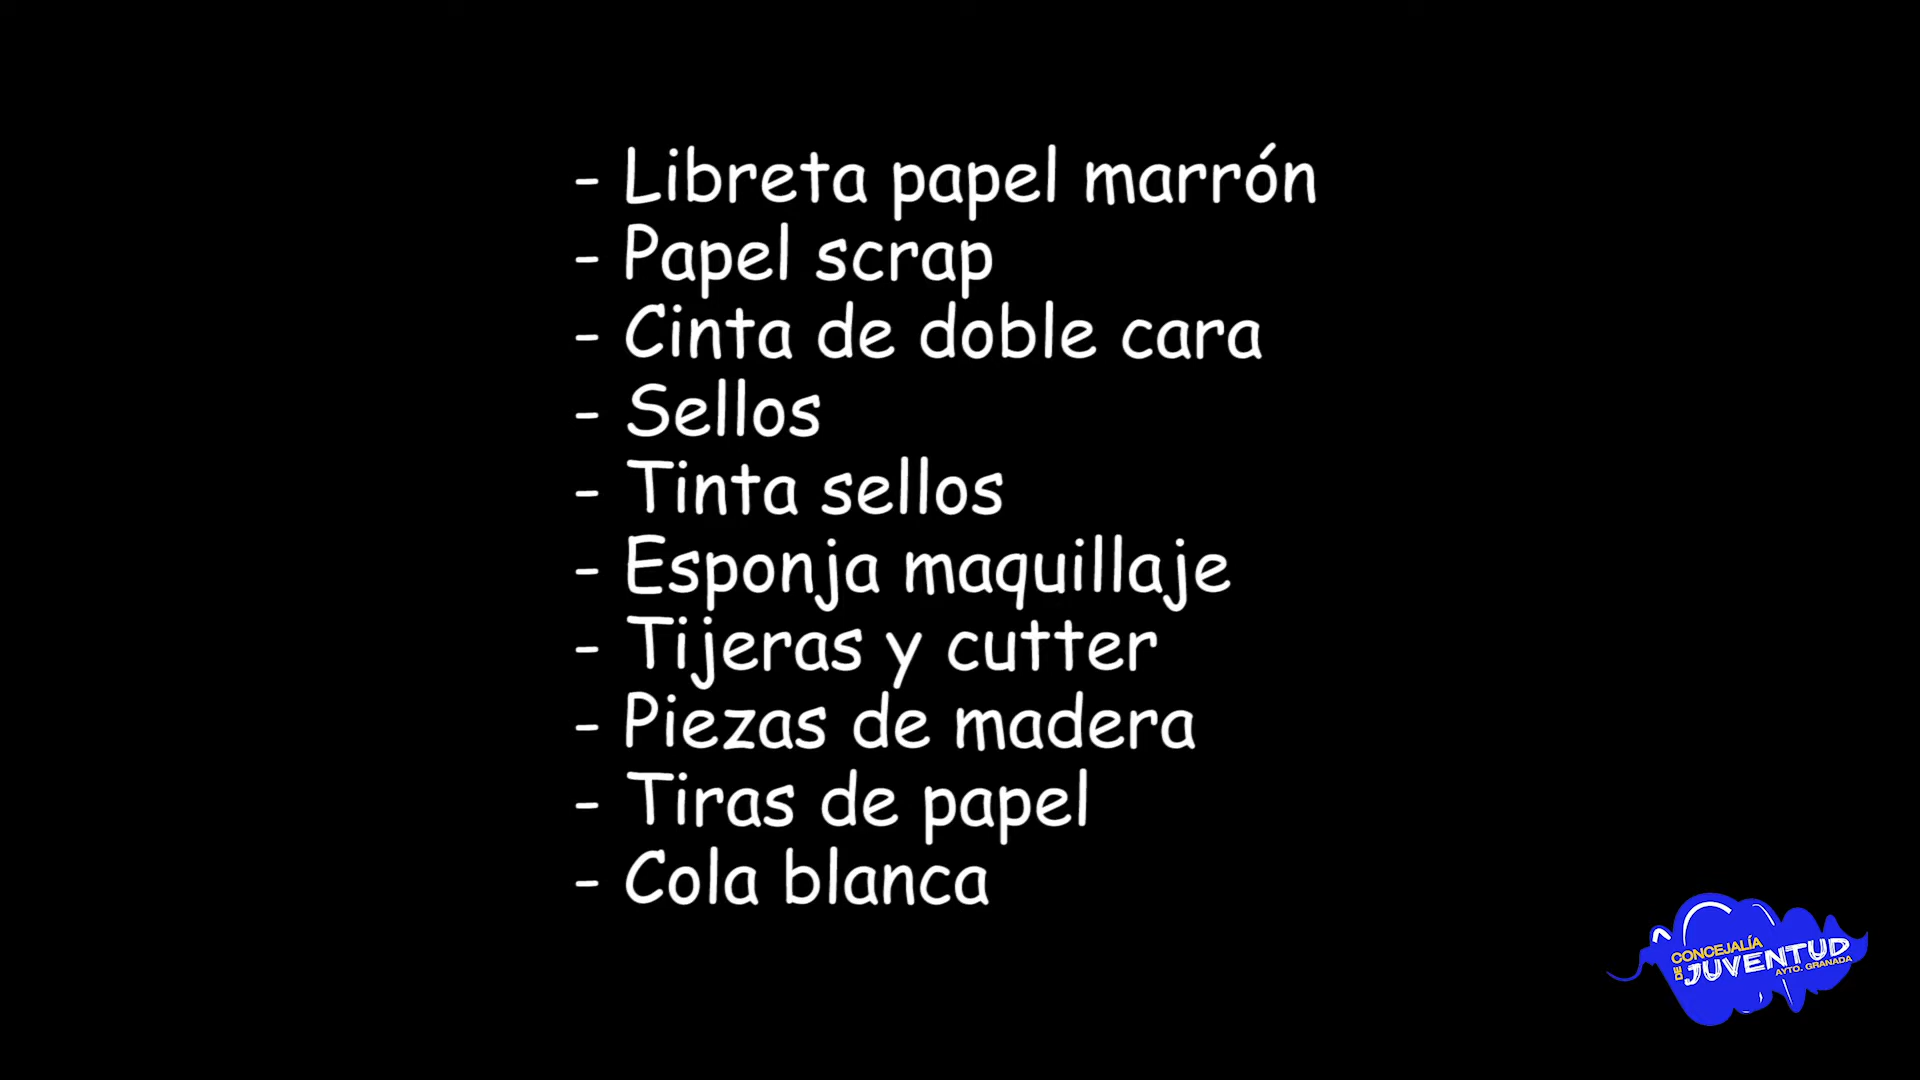 - Libreta papel marrón
- Papel scrap
- Cinta de doble cara
- Sellos
- Tinta sellos
- Esponja maquillaje
- Tijeras y cutter
- Piezas de madera
- Tiras de papel
- Cola blanca
CONCEJALÍA
DE JUVENTUD
AYTO. GRANADA